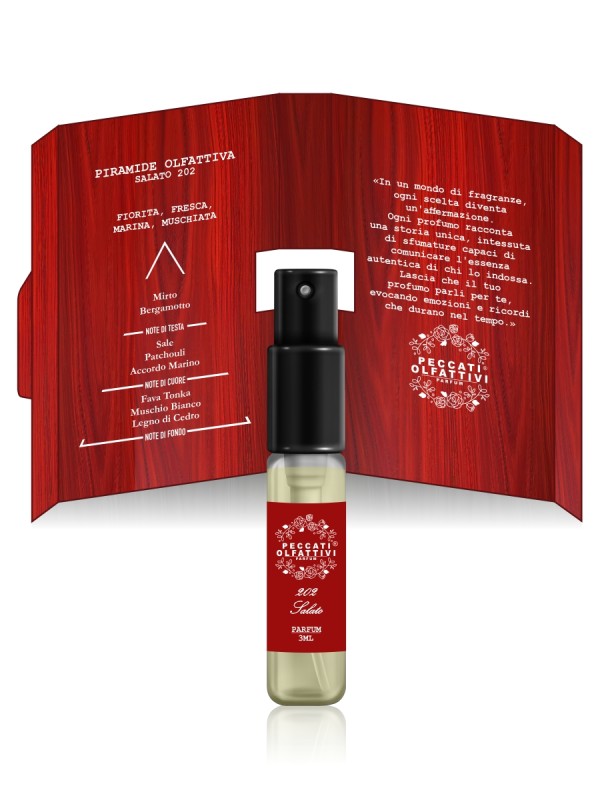 PIRAMIDE OLFATTIVA
SALATO 202
FIORITA, FRESCA,
MARINA, MUSCHIATA
Mirto
Bergamotto
NOTE DI TESTA
Sale
Patchouli
Accordo Marino
NOTE DI CUORE
Fava Tonka
Muschio Bianco
Legno di Cedro
NOTE DI FONDO
«In un mondo di fragranze,
ogni scelta diventa
un'affermazione.
Ogni profumo racconta
una storia unica, intessuta
di sfumature capaci di
comunicare l'essenza
autentica di chi lo indossa.
Lascia che il tuo
profumo parli per te,
evocando emozioni e ricordi
che durano nel tempo.»
PECCATI
OLFATTIVI®
PARFUM
PECCATI
OLFATTIVI®
PARFUM
202
Salato
PARFUM
3ML